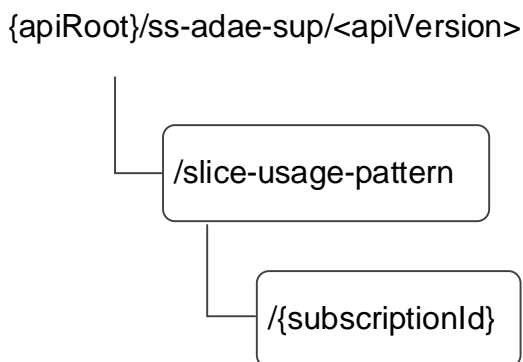 {apiRoot}/ss-adae-sup/<apiVersion>
/slice-usage-pattern
/{subscriptionId}